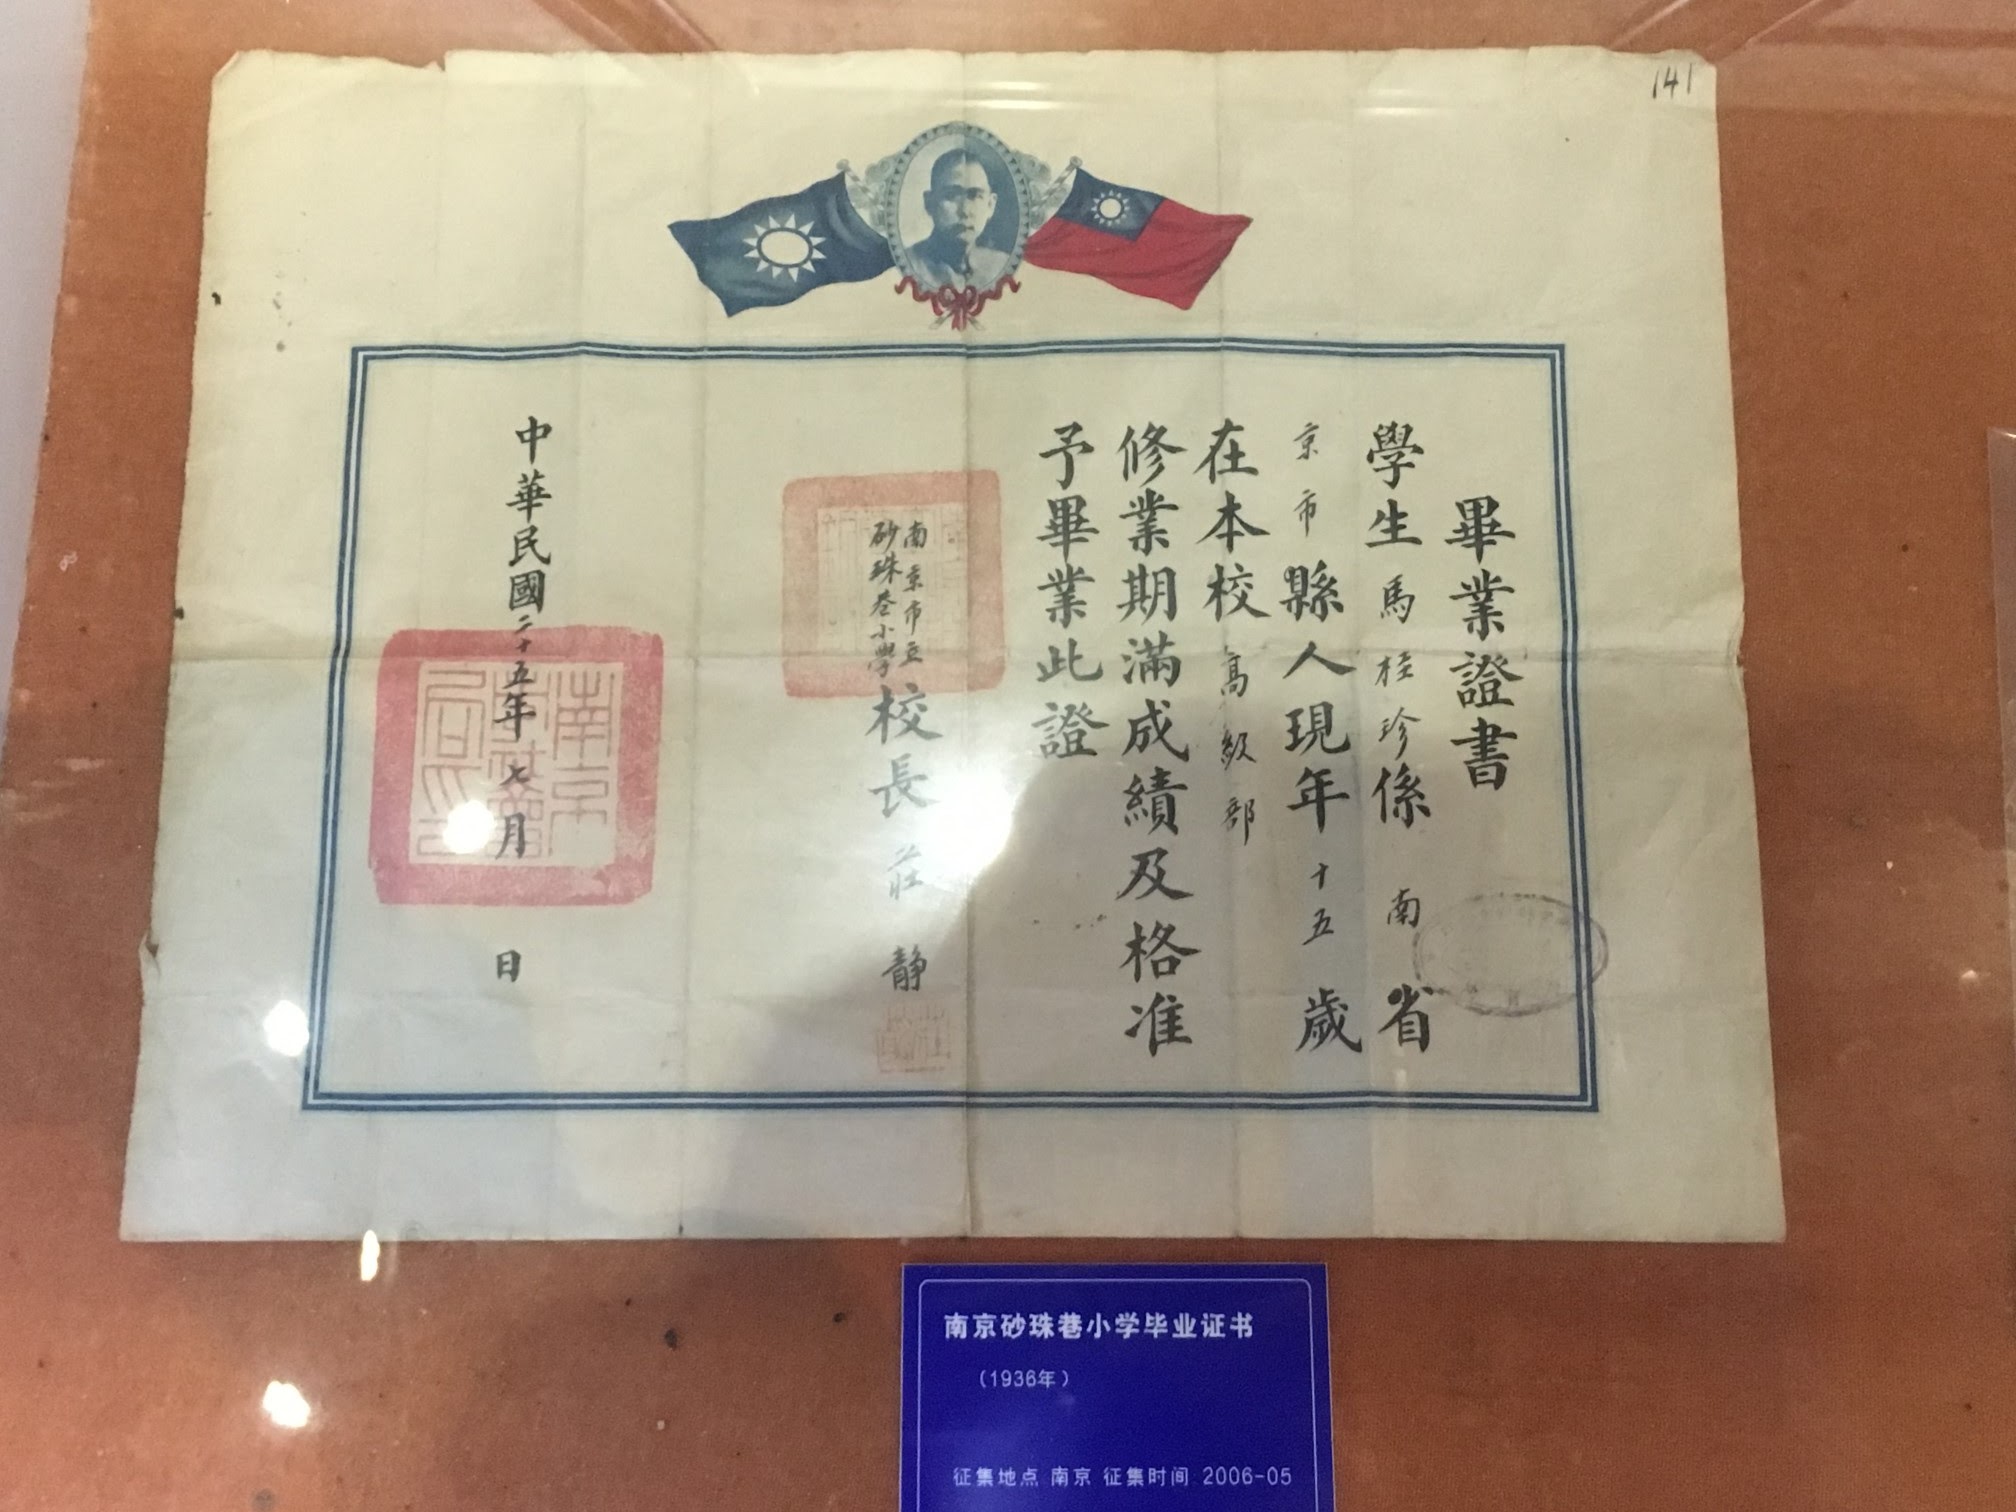 141
畢業證書
學生馬桂珍係 南省
京市縣人現年十五歲
在本校高級部
修業期滿成績及格准
予畢業此證
南京市立
砂珠巷小學校長莊靜
中華民國二十五年七月 日
南京砂珠巷小学毕业证书
（1936年）
征集地点 南京 征集时间 2006-05